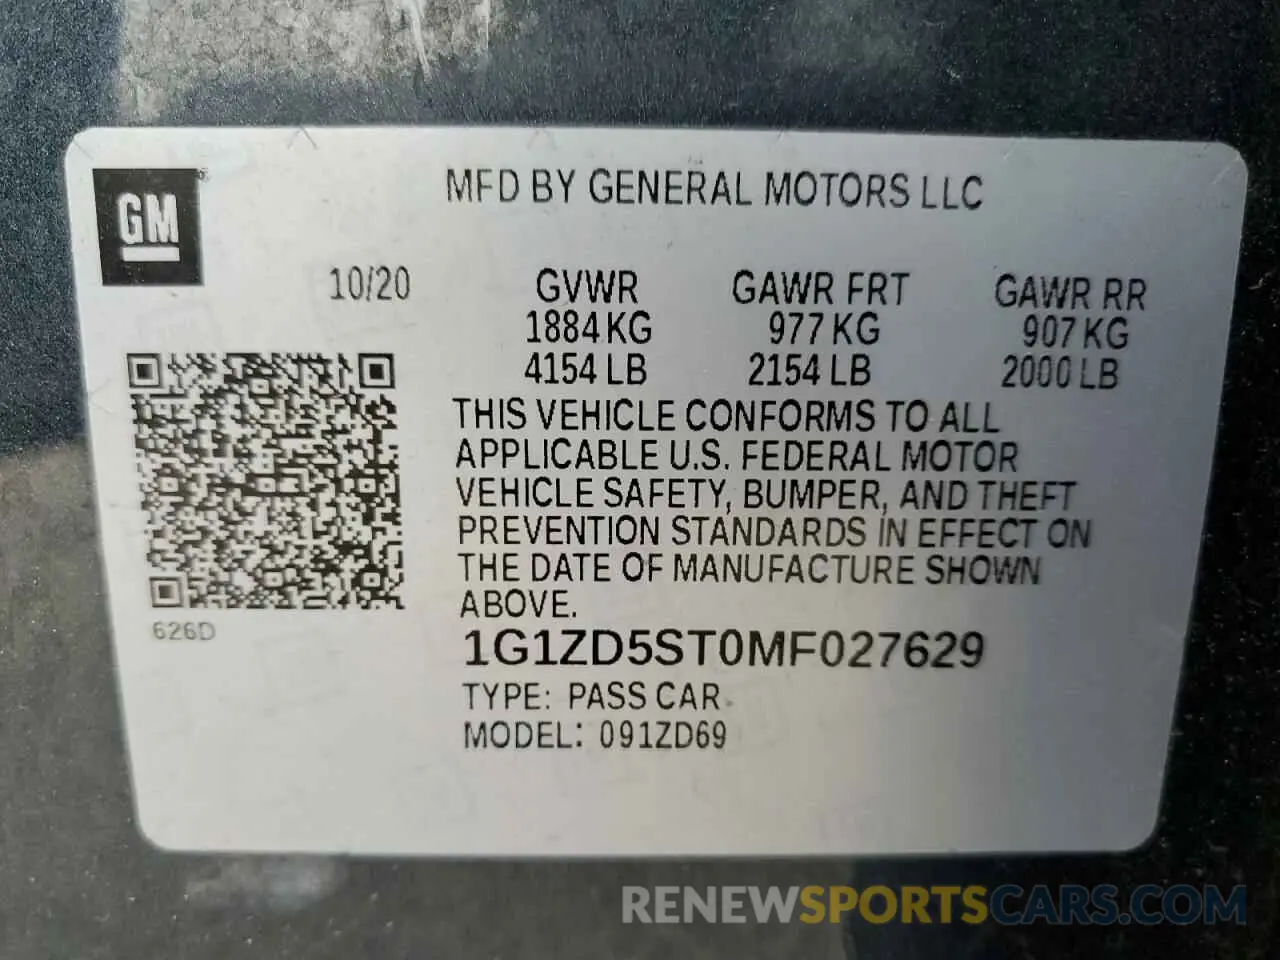 GM
MFD BY GENERAL MOTORS LLC
10/20 GVWR GAWR FRT GAWR RR
1884 KG 977 KG 907 KG
4154 LB 2154 LB 2000 LB
THIS VEHICLE CONFORMS TO ALL
APPLICABLE U.S. FEDERAL MOTOR
VEHICLE SAFETY, BUMPER, AND THEFT
PREVENTION STANDARDS IN EFFECT ON
THE DATE OF MANUFACTURE SHOWN
ABOVE.
626D
1G1ZD5ST0MF027629
TYPE: PASS CAR
MODEL: 091ZD69
RENEWSPORTSCARS.COM